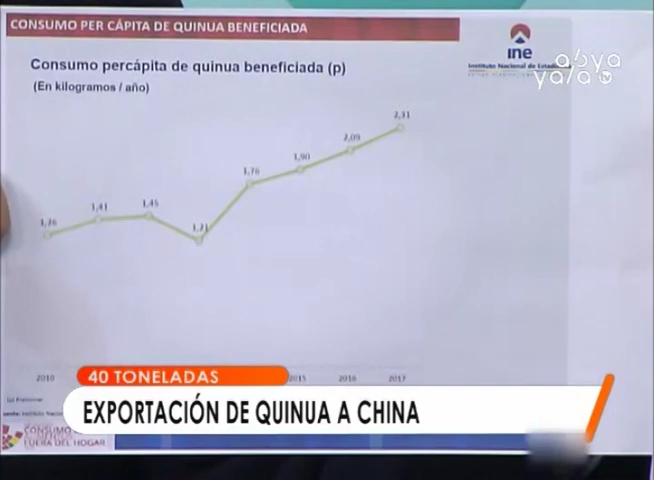 CONSUMO PER CÁPITA DE QUINUA BENEFICIADA
ine
Instituto Nacional de Estadística
abya
yala tv
Consumo percápita de quinua beneficiada (p)
(En kilogramos / año)
2,31
2,09
1,90
1,76
1,45
1,41
1,26
1,21
2010
2015
2016
2017
40 TONELADAS
EXPORTACIÓN DE QUINUA A CHINA
CONSUMO
FUERA DEL HOGAR